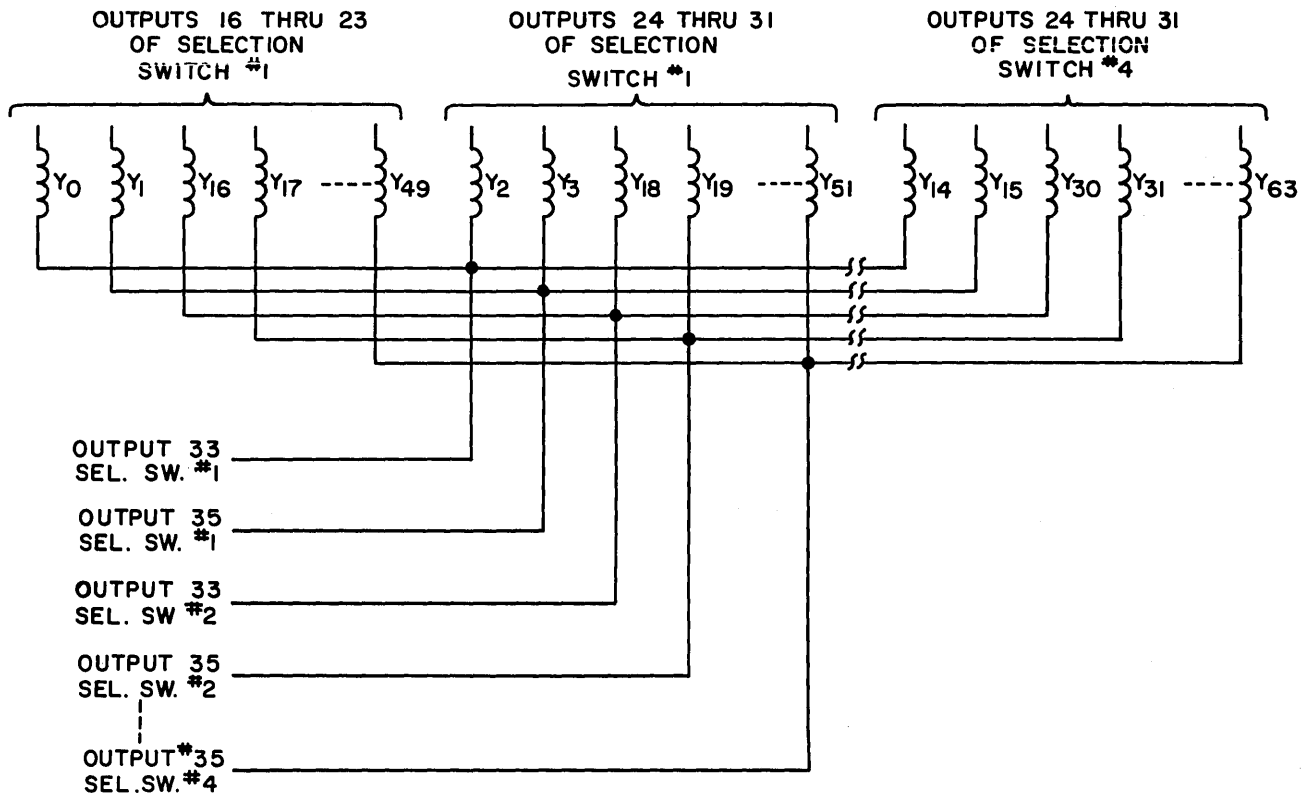 OUTPUTS 16 THRU 23
OF SELECTION
SWITCH #1
OUTPUTS 24 THRU 31
OF SELECTION
SWITCH #1
OUTPUTS 24 THRU 31
OF SELECTION
SWITCH #4
Y0 Y1 Y16 Y17 Y49 Y2 Y3 Y18 Y19 Y51 Y14 Y15 Y30 Y31 Y63
OUTPUT 33
SEL. SW. #1
OUTPUT 35
SEL. SW. #1
OUTPUT 33
SEL. SW #2
OUTPUT 35
SEL. SW. #2
OUTPUT #35
SEL.SW. #4